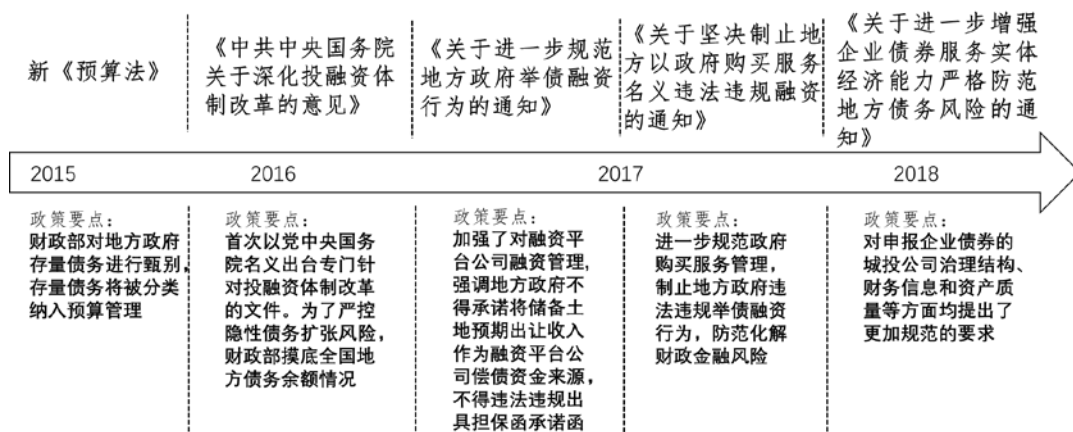 新《预算法》
《中共中央国务院
关于深化投融资体
制改革的意见》
《关于进一步规范
地方政府举债融资
行为的通知》
《关于坚决制止地
方以政府购买服务
名义违法违规融资
的通知》
《关于进一步增强
企业债券服务实体
经济能力严格防范
地方债务风险的通
知》
2015
2016
2017
2018
政策要点:
财政部对地方政府
存量债务进行甄别,
存量债务将被分类
纳入预算管理
政策要点:
首次以党中央国务
院名义出台专门针
对投融资体制改革
的文件。为了严控
隐性债务扩张风险,
财政部摸底全国地
方债务余额情况
政策要点:
加强了对融资平
台公司融资管理,
强调地方政府不
得承诺将储备土
地预期出让收入
作为融资平台公
司偿债资金来源,
不得违法违规出
具担保函承诺函
政策要点:
进一步规范政府
购买服务管理,
制止地方政府违
法违规举债融资
行为,防范化解
财政金融风险
政策要点:
对申报企业债券的
城投公司治理结构、
财务信息和资产质
量等方面均提出了
更加规范的要求